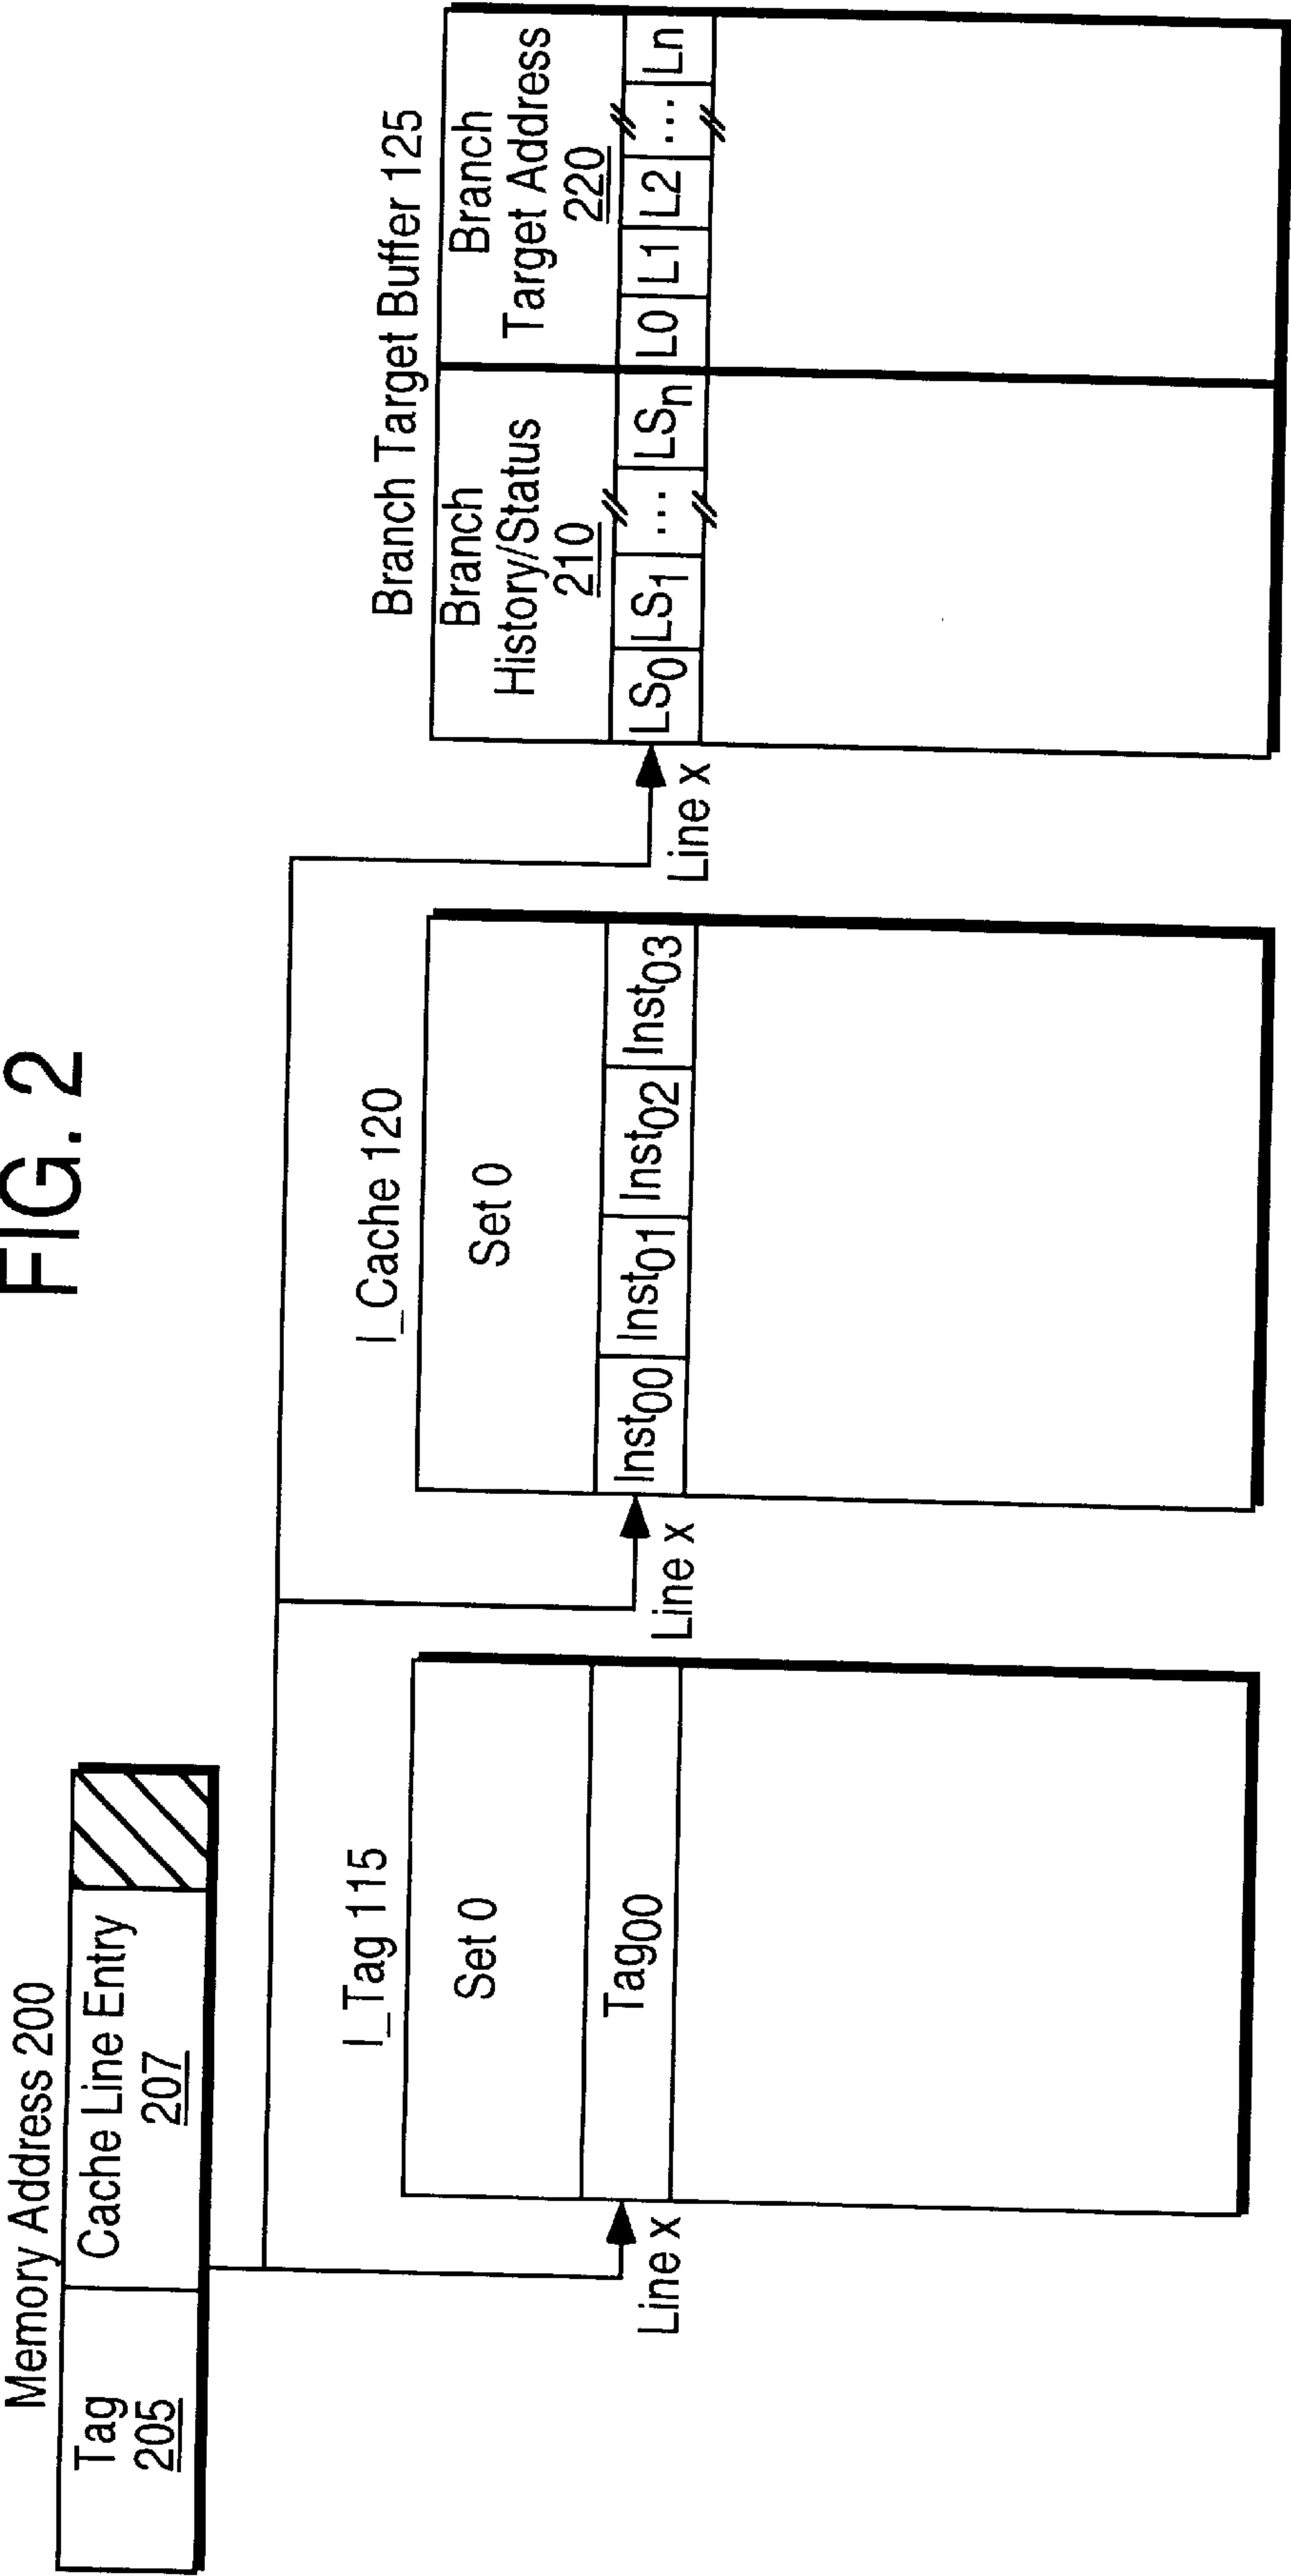 FIG. 2
Memory Address 200
Tag
205
Cache Line Entry
207
I_Tag 115
Set 0
Tag00
Line x
I_Cache 120
Set 0
Inst00 Inst01 Inst02 Inst03
Line x
Branch Target Buffer 125
Branch
History/Status
210
Branch
Target Address
220
LS0 LS1 ... LSn L0 L1 L2 ... Ln
Line x